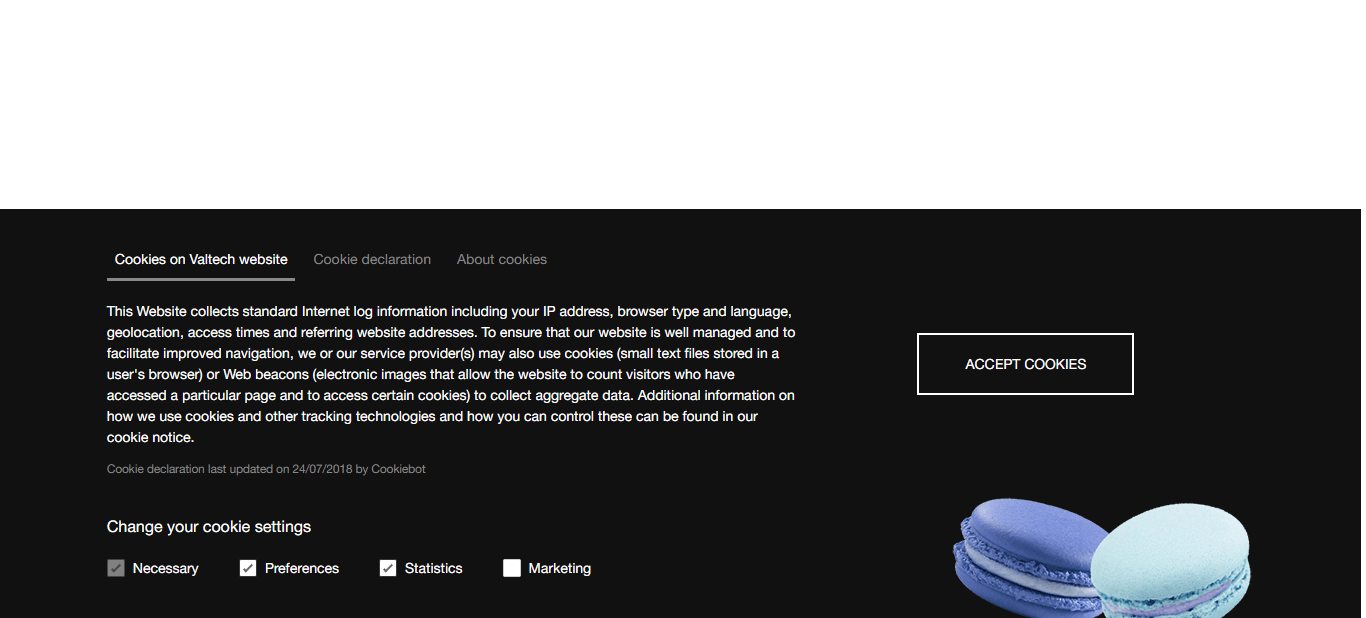 Cookies on Valtech website Cookie declaration About cookies
This Website collects standard Internet log information including your IP address, browser type and language,
geolocation, access times and referring website addresses. To ensure that our website is well managed and to
facilitate improved navigation, we or our service provider(s) may also use cookies (small text files stored in a
user's browser) or Web beacons (electronic images that allow the website to count visitors who have
accessed a particular page and to access certain cookies) to collect aggregate data. Additional information on
how we use cookies and other tracking technologies and how you can control these can be found in our
cookie notice.
Cookie declaration last updated on 24/07/2018 by Cookiebot
ACCEPT COOKIES
Change your cookie settings
Necessary Preferences Statistics Marketing